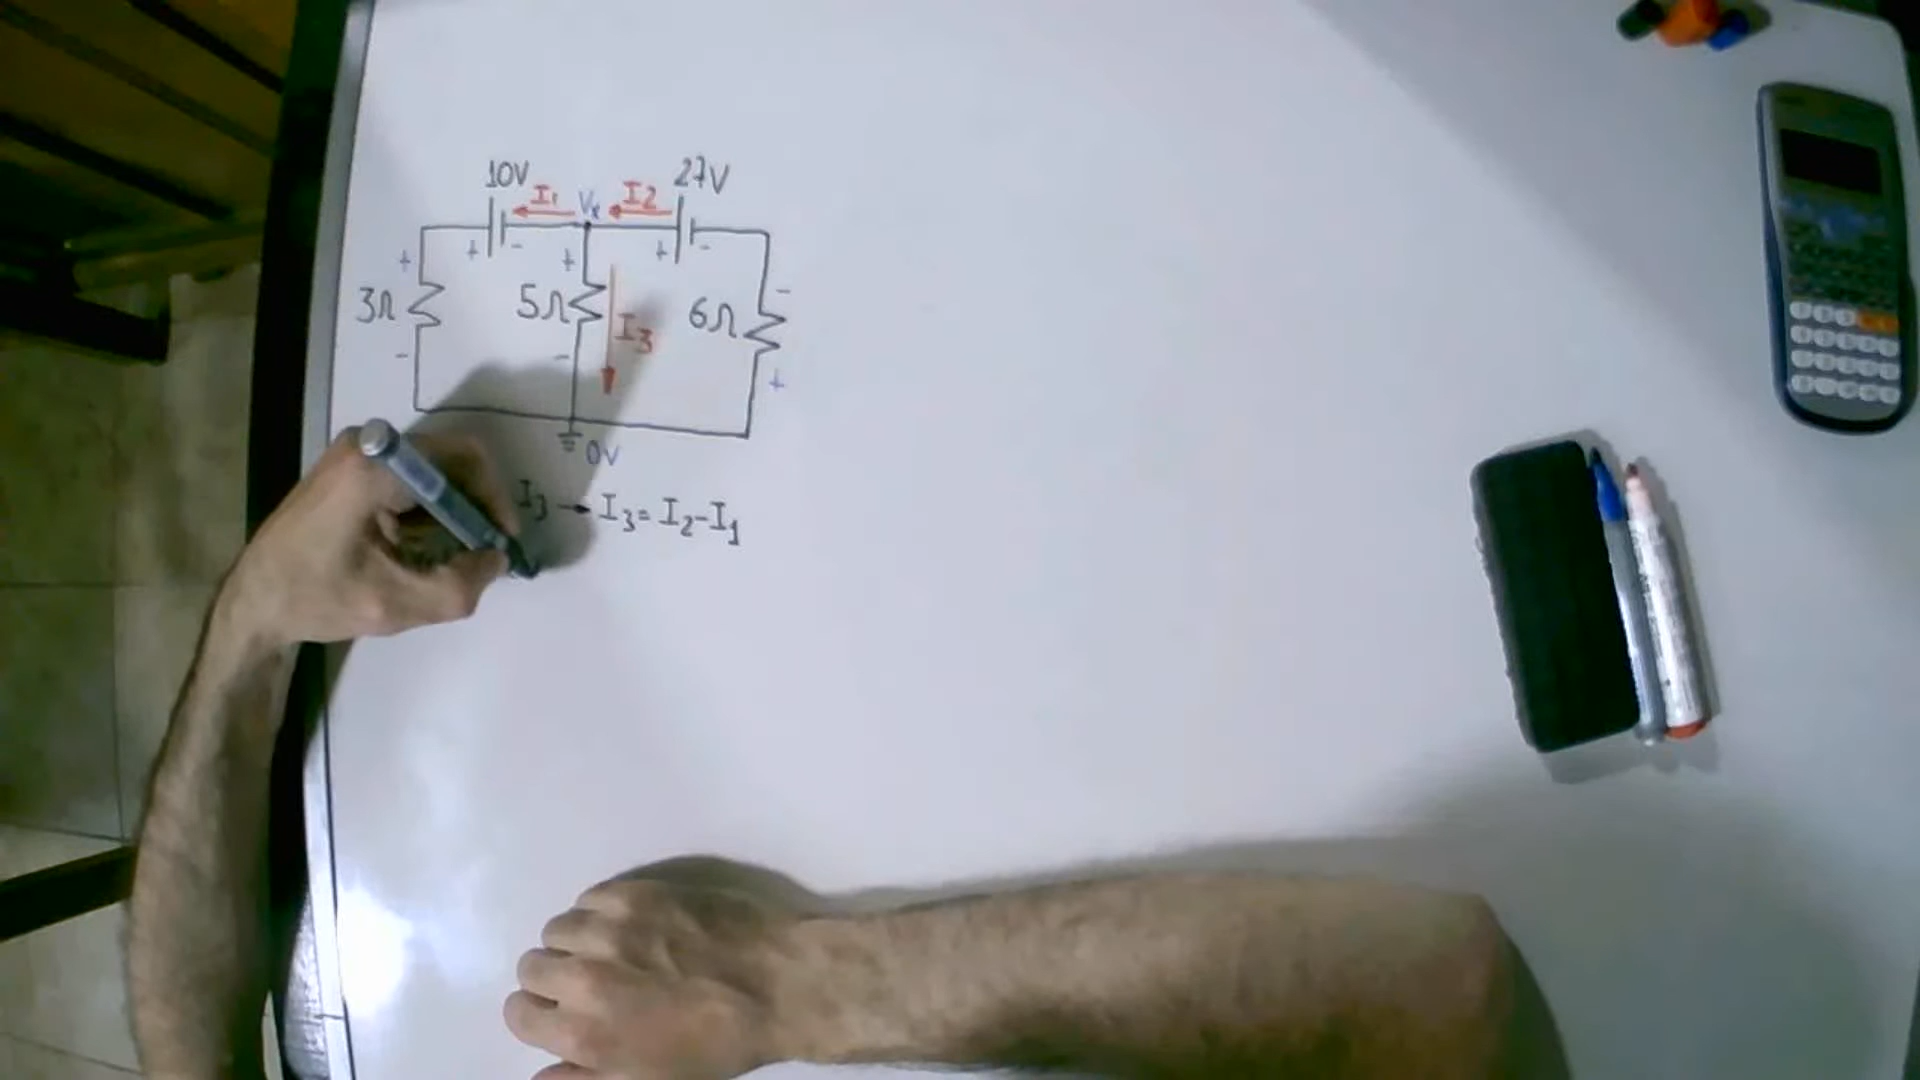 10V 27V
I1 Vx I2
+ - + + -
+ -
3Ω 5Ω I3 6Ω
- - +
0V
I3 → I3 = I2-I1